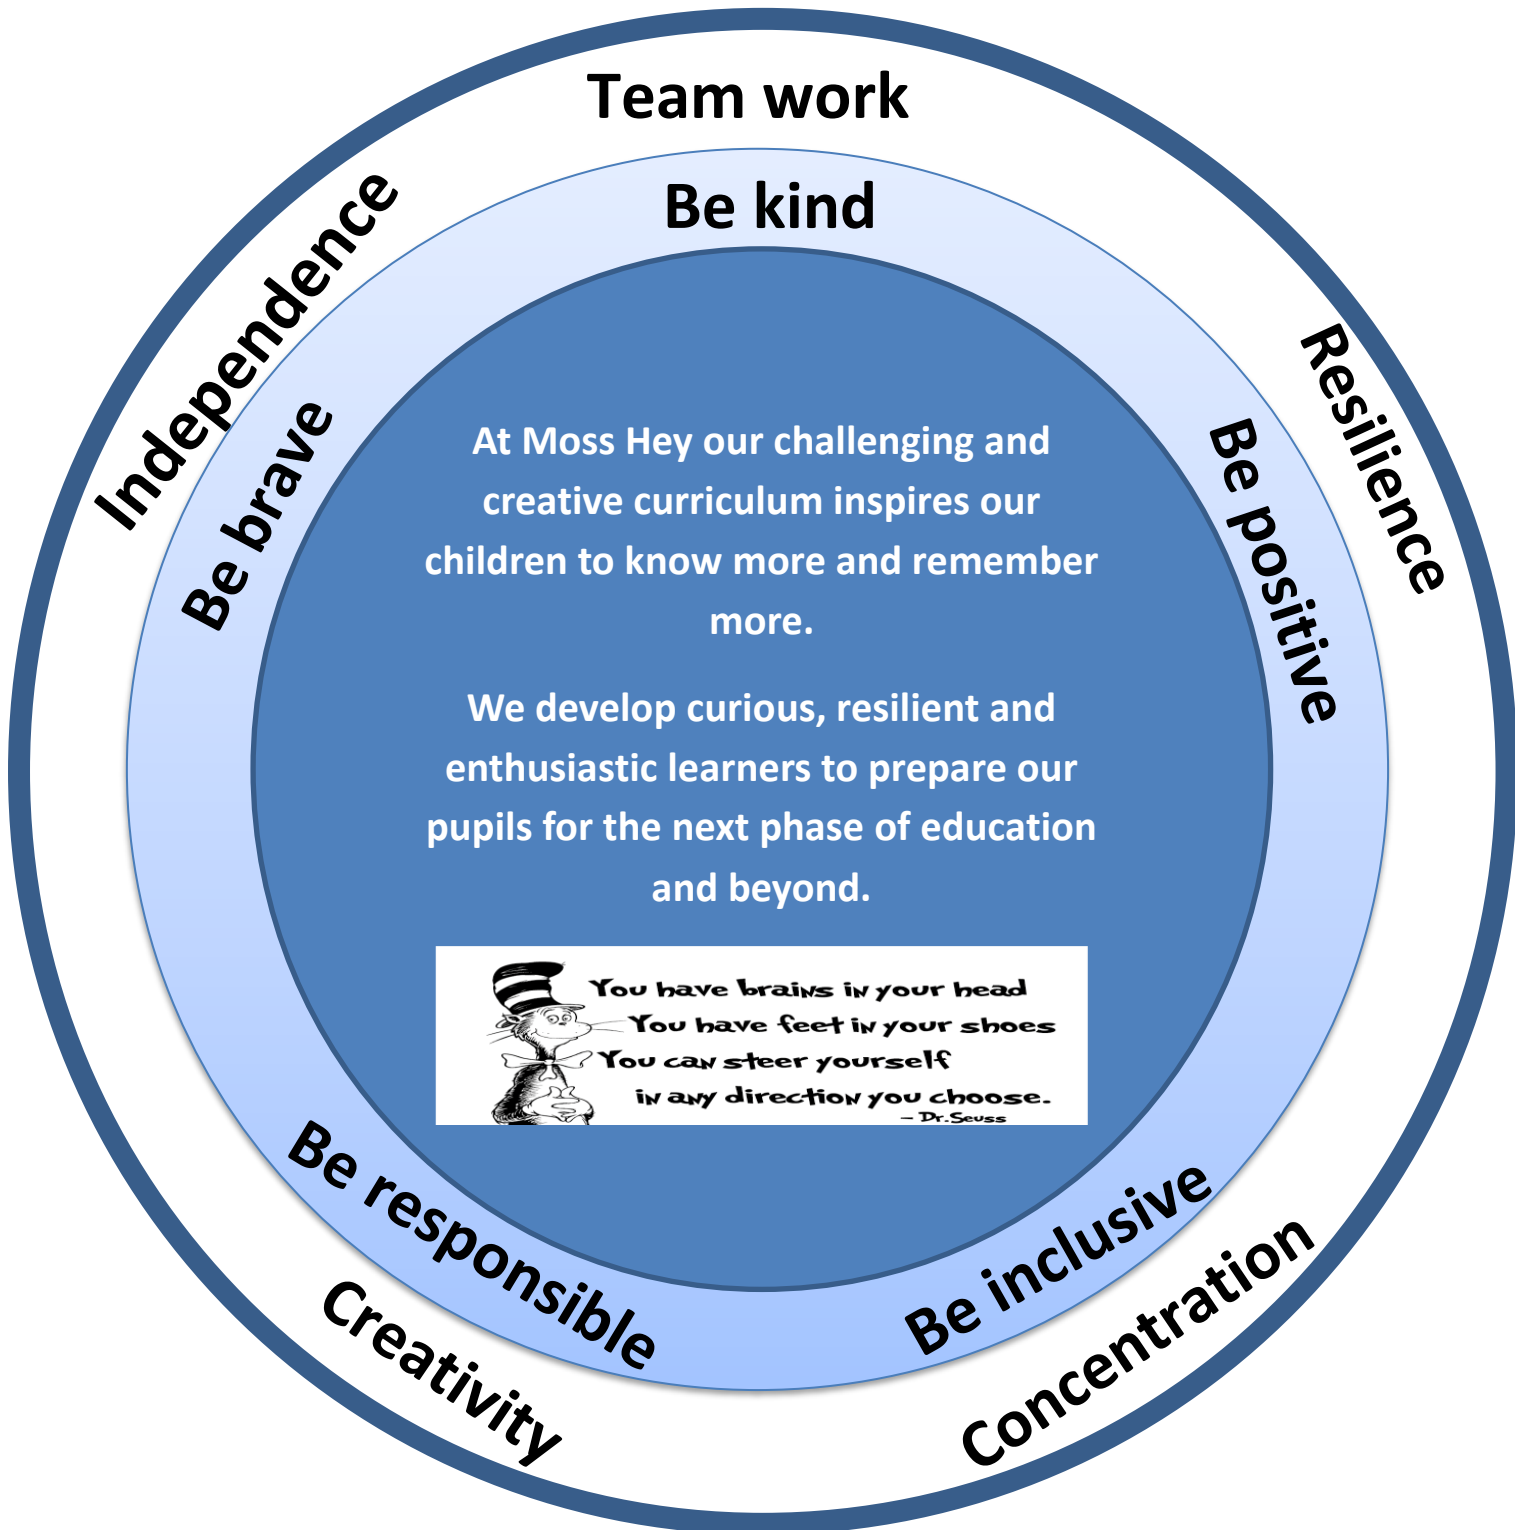 Team work
Be kind
Independence
Be brave
Resilience
Be positive
At Moss Hey our challenging and
creative curriculum inspires our
children to know more and remember
more.
We develop curious, resilient and
enthusiastic learners to prepare our
pupils for the next phase of education
and beyond.
You have brains in your head
You have feet in your shoes
You can steer yourself
in any direction you choose.
– Dr. Seuss
Be responsible
Be inclusive
Creativity
Concentration